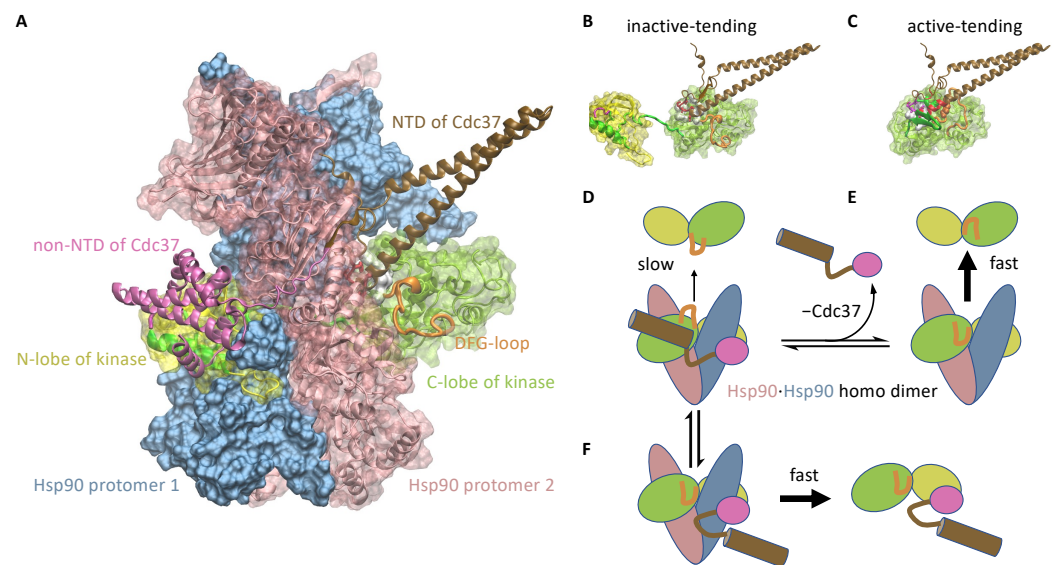 A
NTD of Cdc37
non-NTD of Cdc37
N-lobe of kinase
DFG-loop
C-lobe of kinase
Hsp90 protomer 1
Hsp90 protomer 2
B
inactive-tending
C
active-tending
D
slow
−Cdc37
E
fast
Hsp90·Hsp90 homo dimer
F
fast